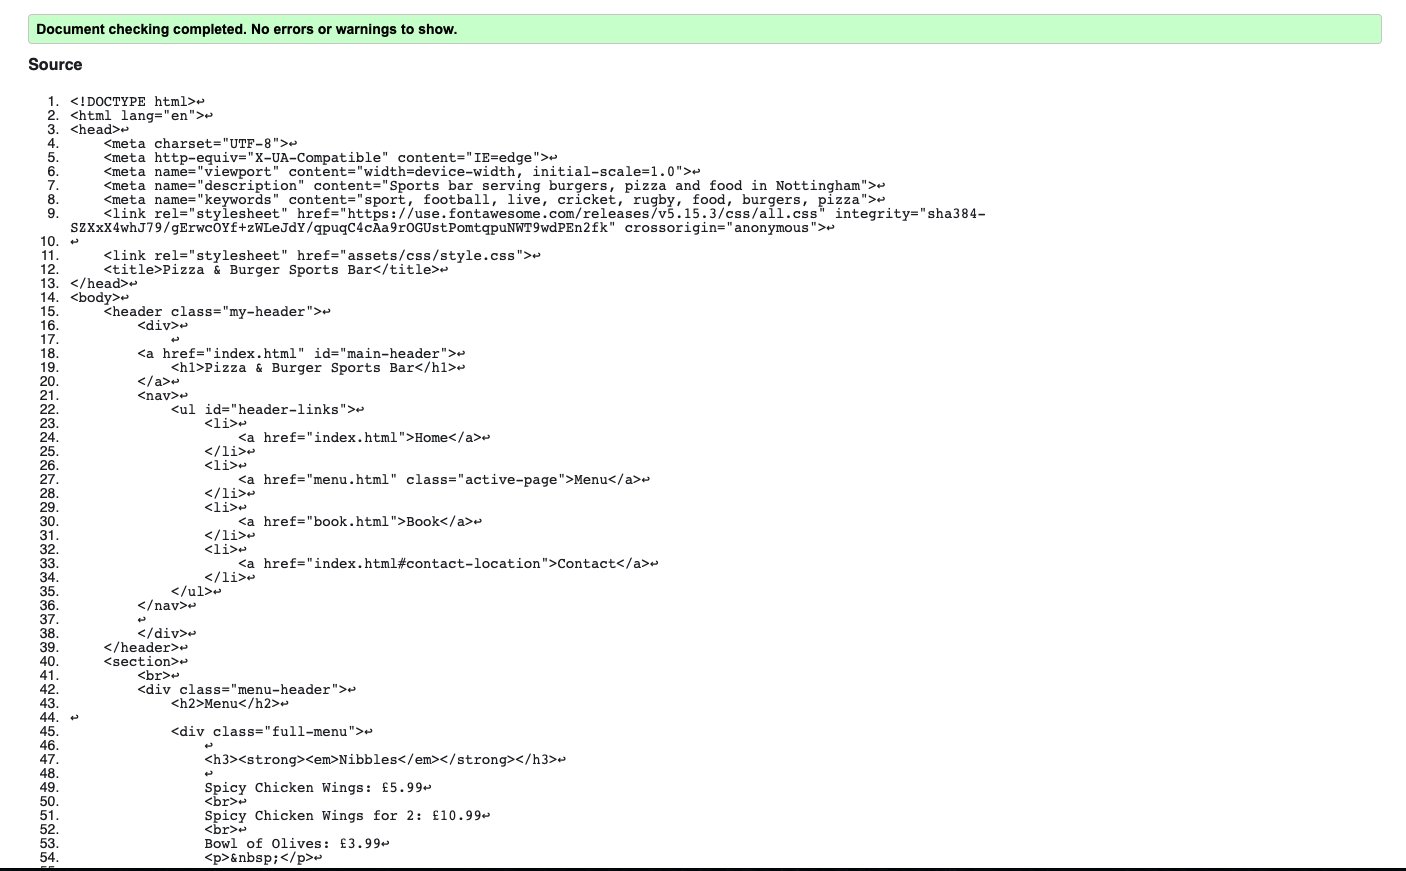 Document checking completed. No errors or warnings to show.
Source
1. <!DOCTYPE html>↩
2. <html lang="en">↩
3. <head>↩
4.     <meta charset="UTF-8">↩
5.     <meta http-equiv="X-UA-Compatible" content="IE=edge">↩
6.     <meta name="viewport" content="width=device-width, initial-scale=1.0">↩
7.     <meta name="description" content="Sports bar serving burgers, pizza and food in Nottingham">↩
8.     <meta name="keywords" content="sport, football, live, cricket, rugby, food, burgers, pizza">↩
9.     <link rel="stylesheet" href="https://use.fontawesome.com/releases/v5.15.3/css/all.css" integrity="sha384-
SZXxX4whJ79/gErwcOYf+zWLeJdY/qpuqC4cAa9rOGUstPomtqpuNWT9wdPEn2fk" crossorigin="anonymous">↩
10. ↩
11.     <link rel="stylesheet" href="assets/css/style.css">↩
12.     <title>Pizza & Burger Sports Bar</title>↩
13. </head>↩
14. <body>↩
15.     <header class="my-header">↩
16.         <div>↩
17.             ↩
18.         <a href="index.html" id="main-header">↩
19.             <h1>Pizza & Burger Sports Bar</h1>↩
20.         </a>↩
21.         <nav>↩
22.             <ul id="header-links">↩
23.                 <li>↩
24.                     <a href="index.html">Home</a>↩
25.                 </li>↩
26.                 <li>↩
27.                     <a href="menu.html" class="active-page">Menu</a>↩
28.                 </li>↩
29.                 <li>↩
30.                     <a href="book.html">Book</a>↩
31.                 </li>↩
32.                 <li>↩
33.                     <a href="index.html#contact-location">Contact</a>↩
34.                 </li>↩
35.             </ul>↩
36.         </nav>↩
37.         ↩
38.         </div>↩
39.     </header>↩
40.     <section>↩
41.         <br>↩
42.         <div class="menu-header">↩
43.             <h2>Menu</h2>↩
44. ↩
45.             <div class="full-menu">↩
46.                 ↩
47.                 <h3><strong><em>Nibbles</em></strong></h3>↩
48.                 ↩
49.                 Spicy Chicken Wings: £5.99↩
50.                 <br>↩
51.                 Spicy Chicken Wings for 2: £10.99↩
52.                 <br>↩
53.                 Bowl of Olives: £3.99↩
54.                 <p>&nbsp;</p>↩